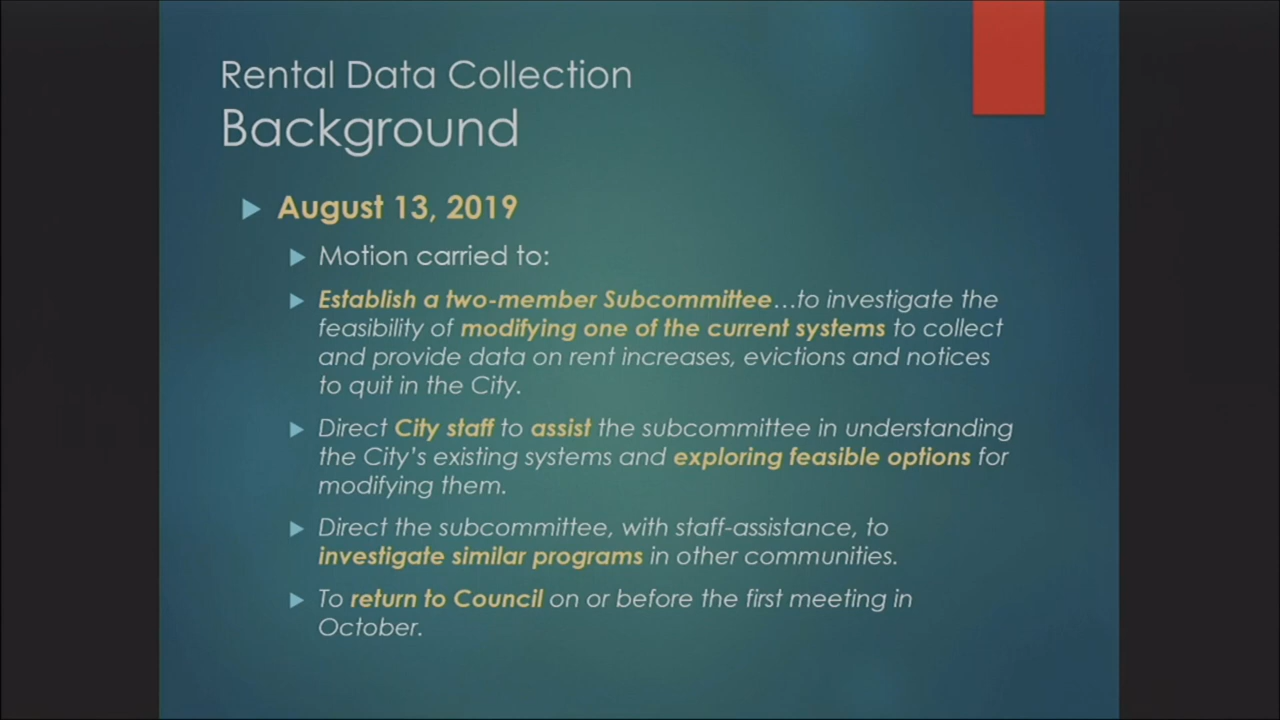 Rental Data Collection
Background
August 13, 2019
Motion carried to:
Establish a two-member Subcommittee…to investigate the
feasibility of modifying one of the current systems to collect
and provide data on rent increases, evictions and notices
to quit in the City.
Direct City staff to assist the subcommittee in understanding
the City's existing systems and exploring feasible options for
modifying them.
Direct the subcommittee, with staff-assistance, to
investigate similar programs in other communities.
To return to Council on or before the first meeting in
October.